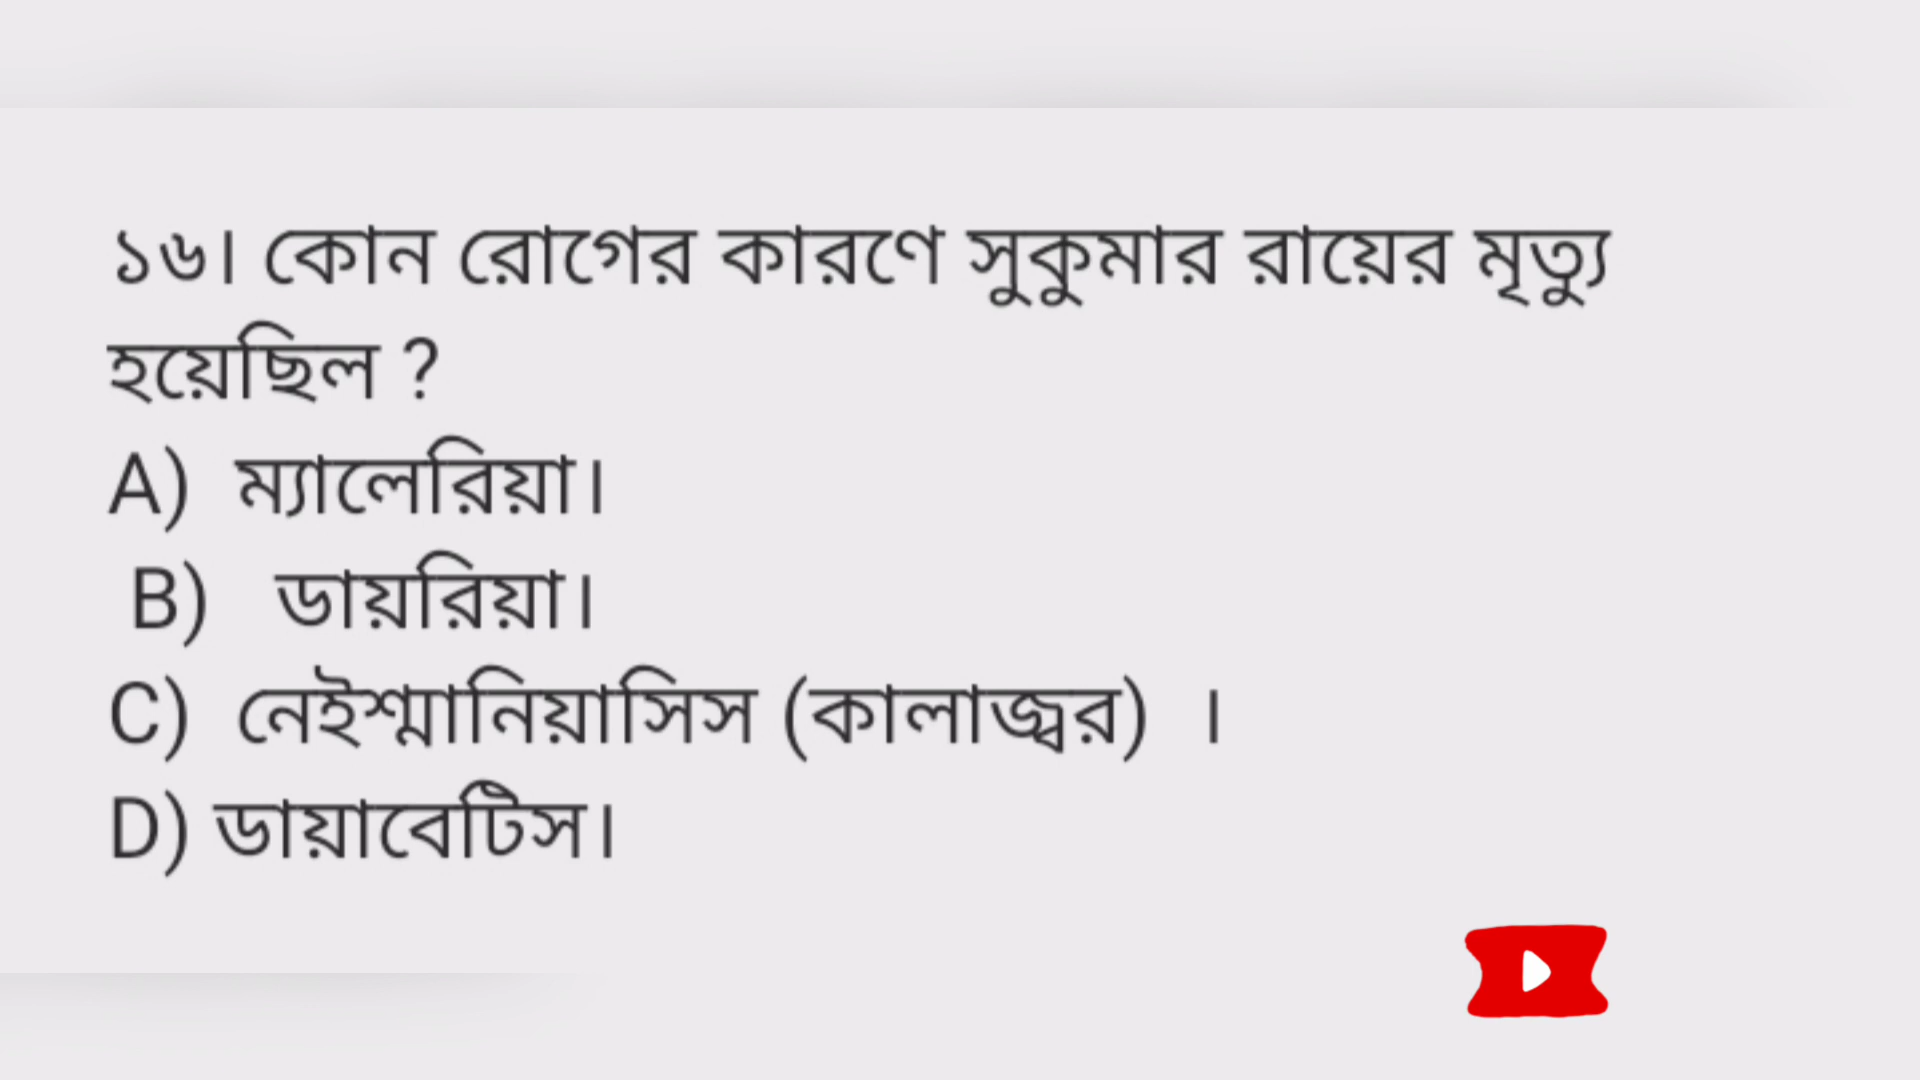 ১৬। কোন রোগের কারণে সুকুমার রায়ের মৃত্যু
হয়েছিল ?
A) ম্যালেরিয়া।
B) ডায়রিয়া।
C) নেইশ্মানিয়াসিস (কালাজ্বর) ।
D) ডায়াবেটিস।